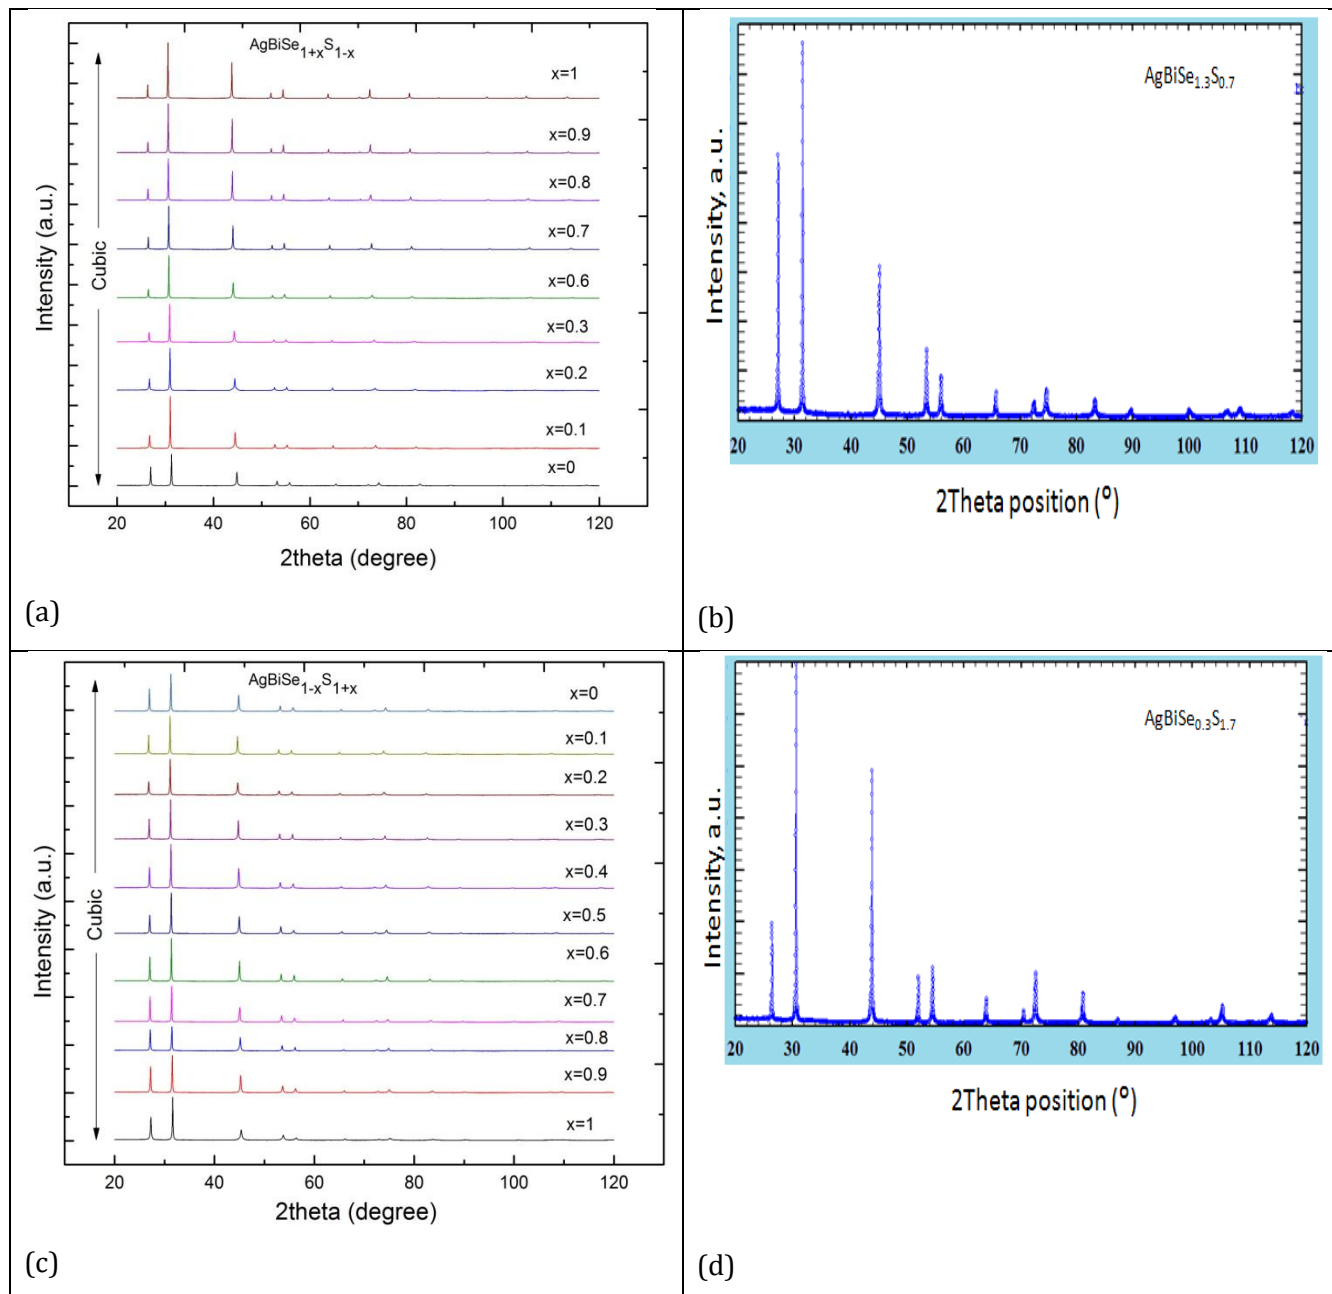 AgBiSe1+xS1-x
x=1
x=0.9
x=0.8
x=0.7
x=0.6
x=0.3
x=0.2
x=0.1
x=0
Cubic
Intensity (a.u.)
20 40 60 80 100 120
2theta (degree)
(a)
AgBiSe1.3S0.7
Intensity, a.u.
20 30 40 50 60 70 80 90 100 110 120
2Theta position (o)
(b)
AgBiSe1-xS1+x
x=0
x=0.1
x=0.2
x=0.3
x=0.4
x=0.5
x=0.6
x=0.7
x=0.8
x=0.9
x=1
Cubic
Intensity (a.u.)
20 40 60 80 100 120
2theta (degree)
(c)
AgBiSe0.3S1.7
Intensity, a.u.
20 30 40 50 60 70 80 90 100 110 120
2Theta position (o)
(d)